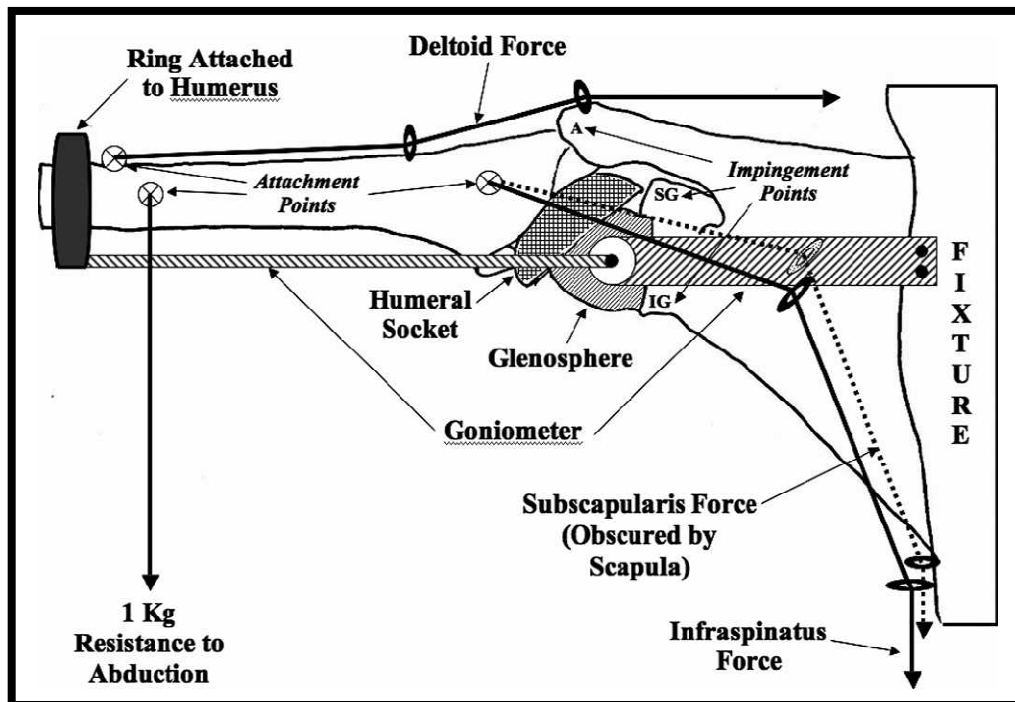 Deltoid Force
Ring Attached
to Humerus
A
Attachment
Points
Impingement
Points
SG
IG
Humeral
Socket
Glenosphere
Goniometer
F
I
X
T
U
R
E
Subscapularis Force
(Obscured by
Scapula)
1 Kg
Resistance to
Abduction
Infraspinatus
Force